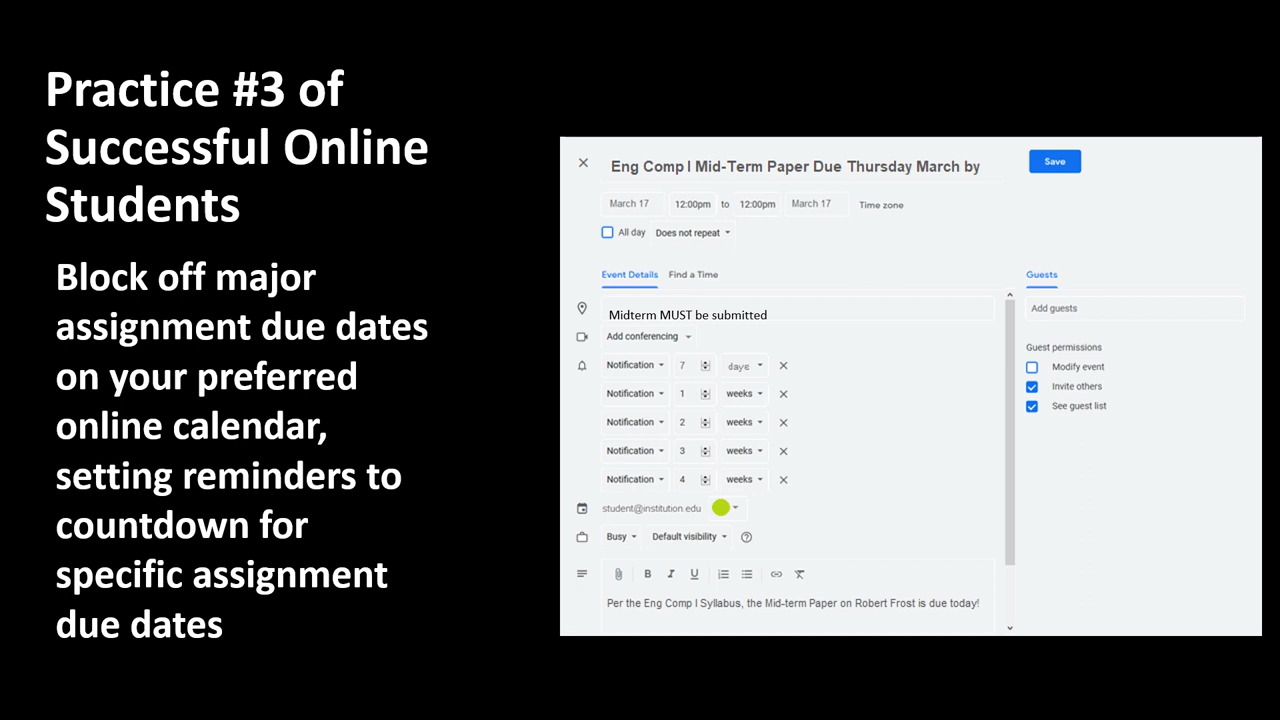 Practice #3 of
Successful Online
Students
Block off major
assignment due dates
on your preferred
online calendar,
setting reminders to
countdown for
specific assignment
due dates
Eng Comp I Mid-Term Paper Due Thursday March by
Save
March 17 12:00pm to 12:00pm March 17 Time zone
All day Does not repeat
Event Details Find a Time
Guests
Midterm MUST be submitted
Add guests
Add conferencing
Guest permissions
Notification 7 days
Modify event
Notification 1 weeks
Invite others
See guest list
Notification 2 weeks
Notification 3 weeks
Notification 4 weeks
student@institution.edu
Busy Default visibility
B I U
Per the Eng Comp I Syllabus, the Mid-term Paper on Robert Frost is due today!